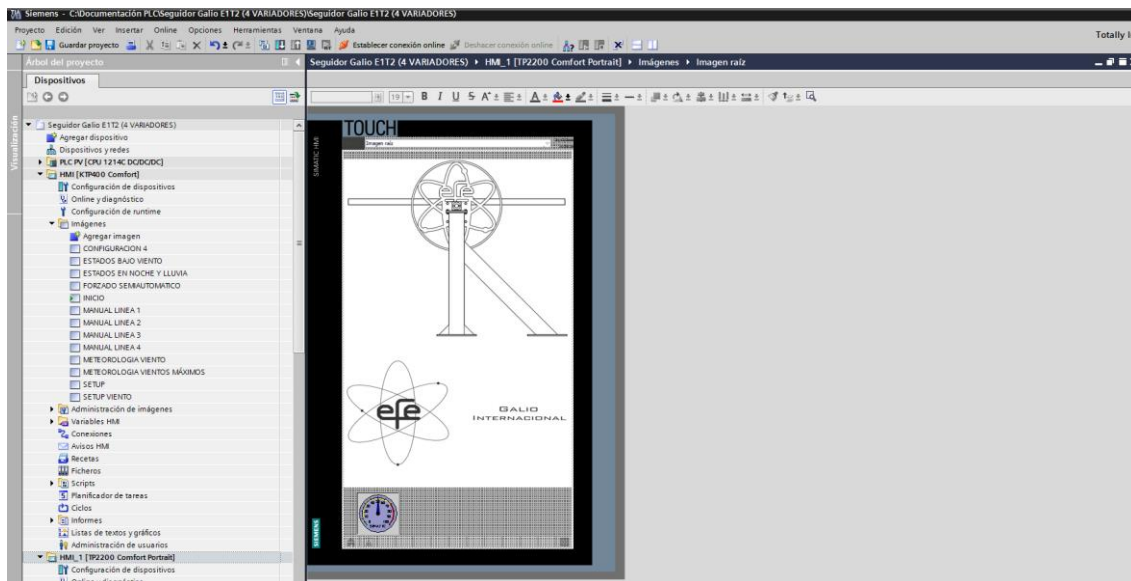 Siemens - C:\Documentación PLC\Seguidor Galio E1T2 (4 VARIADORES)\Seguidor Galio E1T2 (4 VARIADORES)
Proyecto Edición Ver Insertar Online Opciones Herramientas Ventana Ayuda
Guardar proyecto Establecer conexión online Deshacer conexión online
Totally I
Árbol del proyecto
Seguidor Galio E1T2 (4 VARIADORES) HMI_1 [TP2200 Comfort Portrait] Imágenes Imagen raíz
Dispositivos
19 B I U S A
Visualización
Seguidor Galio E1T2 (4 VARIADORES)
Agregar dispositivo
Dispositivos y redes
PLC PV [CPU 1214C DC/DC/DC]
HMI [KTP400 Comfort]
Configuración de dispositivos
Online y diagnóstico
Configuración de runtime
Imágenes
Agregar imagen
CONFIGURACION 4
ESTADOS BAJO VIENTO
ESTADOS EN NOCHE Y LLUVIA
FORZADO SEMIAUTOMATICO
INICIO
MANUAL LINEA 1
MANUAL LINEA 2
MANUAL LINEA 3
MANUAL LINEA 4
METEOROLOGIA VIENTO
METEOROLOGIA VIENTOS MÁXIMOS
SETUP
SETUP VIENTO
Administración de imágenes
Variables HMI
Conexiones
Avisos HMI
Recetas
Ficheros
Scripts
Planificador de tareas
Ciclos
Informes
Listas de textos y gráficos
Administración de usuarios
HMI_1 [TP2200 Comfort Portrait]
Configuración de dispositivos
Online y diagnóstico
TOUCH
SIMATIC HMI
Imagen raíz
efe
efe
GALIO
INTERNACIONAL
SIEMENS